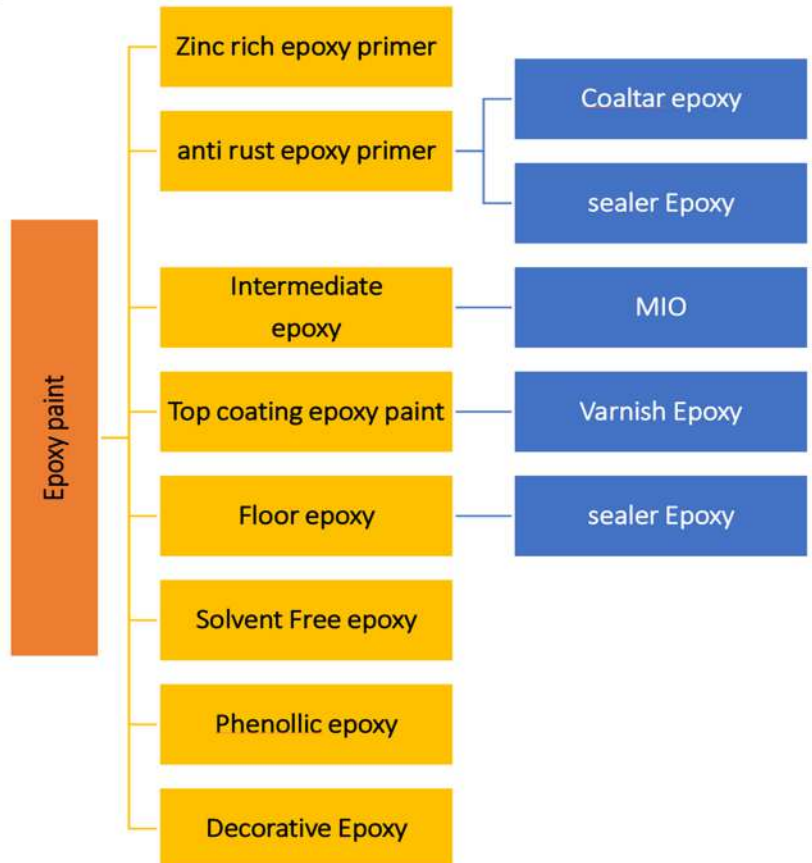 Epoxy paint
Zinc rich epoxy primer
anti rust epoxy primer
Coaltar epoxy
sealer Epoxy
Intermediate
epoxy
MIO
Top coating epoxy paint
Varnish Epoxy
Floor epoxy
sealer Epoxy
Solvent Free epoxy
Phenollic epoxy
Decorative Epoxy